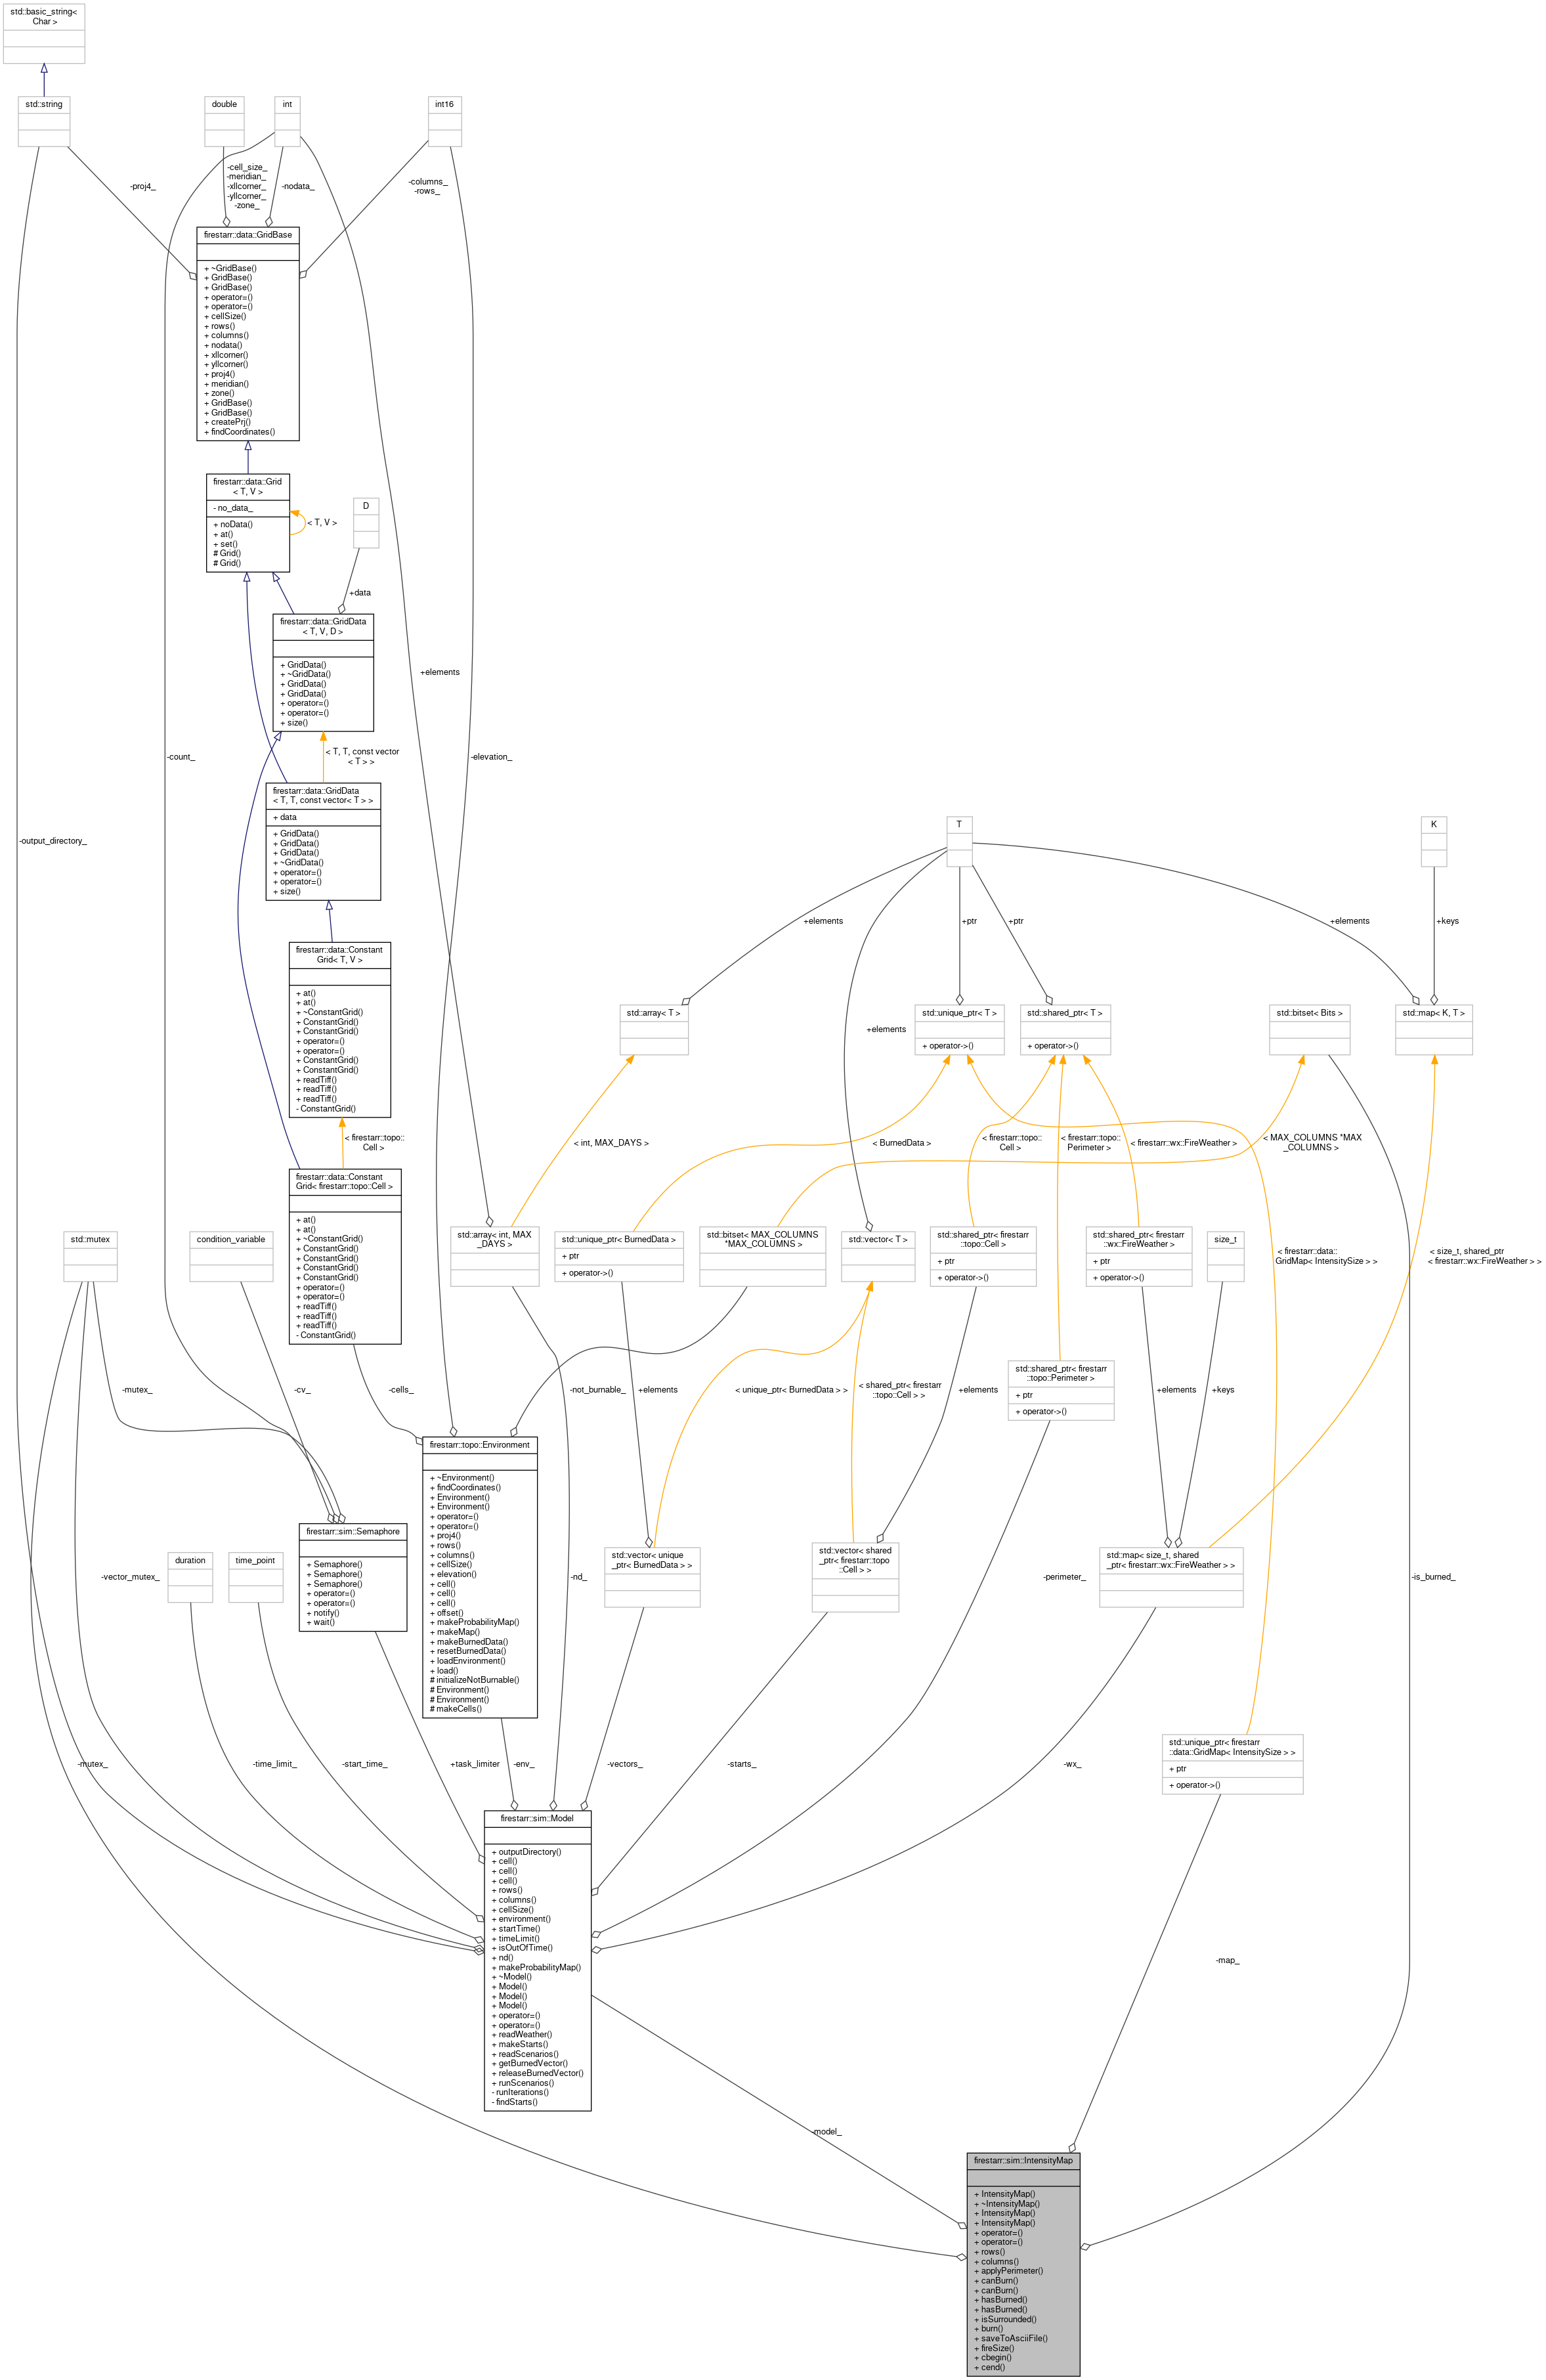 std::basic_string<
Char >
std::string
double
int
int16
-cell_size_
-meridian_
-xllcorner_
-yllcorner_
-zone_
-proj4_
-nodata_
-columns_
-rows_
firestarr::data::GridBase
+ ~GridBase()
+ GridBase()
+ GridBase()
+ operator=()
+ operator=()
+ cellSize()
+ rows()
+ columns()
+ nodata()
+ xllcorner()
+ yllcorner()
+ proj4()
+ meridian()
+ zone()
+ GridBase()
+ GridBase()
+ createPrj()
+ findCoordinates()
firestarr::data::Grid
< T, V >
- no_data_
+ noData()
+ at()
+ set()
# Grid()
# Grid()
< T, V >
D
+data
firestarr::data::GridData
< T, V, D >
+ GridData()
+ ~GridData()
+ GridData()
+ GridData()
+ operator=()
+ operator=()
+ size()
+elements
-count_
< T, T, const vector
< T > >
-elevation_
firestarr::data::GridData
< T, T, const vector< T > >
+ data
+ GridData()
+ GridData()
+ GridData()
+ ~GridData()
+ operator=()
+ operator=()
+ size()
-output_directory_
T
K
+elements
+ptr
+ptr
+elements
+keys
firestarr::data::Constant
Grid< T, V >
+ at()
+ at()
+ ~ConstantGrid()
+ ConstantGrid()
+ ConstantGrid()
+ operator=()
+ operator=()
+ ConstantGrid()
+ ConstantGrid()
+ readTiff()
+ readTiff()
+ readTiff()
- ConstantGrid()
std::array< T >
+elements
std::unique_ptr< T >
+ operator->()
std::shared_ptr< T >
+ operator->()
std::bitset< Bits >
std::map< K, T >
< firestarr::topo::
Cell >
< int, MAX_DAYS >
< BurnedData >
< firestarr::topo::
Cell >
< firestarr::topo::
Perimeter >
< firestarr::wx::FireWeather >
< MAX_COLUMNS *MAX
_COLUMNS >
firestarr::data::Constant
Grid< firestarr::topo::Cell >
+ at()
+ at()
+ ~ConstantGrid()
+ ConstantGrid()
+ ConstantGrid()
+ ConstantGrid()
+ ConstantGrid()
+ operator=()
+ operator=()
+ readTiff()
+ readTiff()
+ readTiff()
- ConstantGrid()
std::mutex
condition_variable
std::array< int, MAX
_DAYS >
std::unique_ptr< BurnedData >
+ ptr
+ operator->()
std::bitset< MAX_COLUMNS
*MAX_COLUMNS >
std::vector< T >
std::shared_ptr< firestarr
::topo::Cell >
+ ptr
+ operator->()
std::shared_ptr< firestarr
::wx::FireWeather >
+ ptr
+ operator->()
size_t
< firestarr::data::
GridMap< IntensitySize > >
< size_t, shared_ptr
< firestarr::wx::FireWeather > >
-mutex_
-cv_
-cells_
-not_burnable_
+elements
< unique_ptr< BurnedData > >
< shared_ptr< firestarr
::topo::Cell > >
+elements
std::shared_ptr< firestarr
::topo::Perimeter >
+ ptr
+ operator->()
+elements
+keys
firestarr::topo::Environment
+ ~Environment()
+ findCoordinates()
+ Environment()
+ Environment()
+ operator=()
+ operator=()
+ proj4()
+ rows()
+ columns()
+ cellSize()
+ elevation()
+ cell()
+ cell()
+ cell()
+ offset()
+ makeProbabilityMap()
+ makeMap()
+ makeBurnedData()
+ resetBurnedData()
+ loadEnvironment()
+ load()
# initializeNotBurnable()
# Environment()
# Environment()
# makeCells()
firestarr::sim::Semaphore
+ Semaphore()
+ Semaphore()
+ Semaphore()
+ operator=()
+ operator=()
+ notify()
+ wait()
-vector_mutex_
duration
time_point
-nd_
std::vector< unique
_ptr< BurnedData > >
std::vector< shared
_ptr< firestarr::topo
::Cell > >
-perimeter_
std::map< size_t, shared
_ptr< firestarr::wx::FireWeather > >
-is_burned_
-mutex_
-time_limit_
-start_time_
+task_limiter
-env_
-vectors_
-starts_
-wx_
std::unique_ptr< firestarr
::data::GridMap< IntensitySize > >
+ ptr
+ operator->()
firestarr::sim::Model
+ outputDirectory()
+ cell()
+ cell()
+ cell()
+ rows()
+ columns()
+ cellSize()
+ environment()
+ startTime()
+ timeLimit()
+ isOutOfTime()
+ nd()
+ makeProbabilityMap()
+ ~Model()
+ Model()
+ Model()
+ Model()
+ operator=()
+ operator=()
+ readWeather()
+ makeStarts()
+ readScenarios()
+ getBurnedVector()
+ releaseBurnedVector()
+ runScenarios()
- runIterations()
- findStarts()
-map_
-model_
firestarr::sim::IntensityMap
+ IntensityMap()
+ ~IntensityMap()
+ IntensityMap()
+ IntensityMap()
+ operator=()
+ operator=()
+ rows()
+ columns()
+ applyPerimeter()
+ canBurn()
+ canBurn()
+ hasBurned()
+ hasBurned()
+ isSurrounded()
+ burn()
+ saveToAsciiFile()
+ fireSize()
+ cbegin()
+ cend()